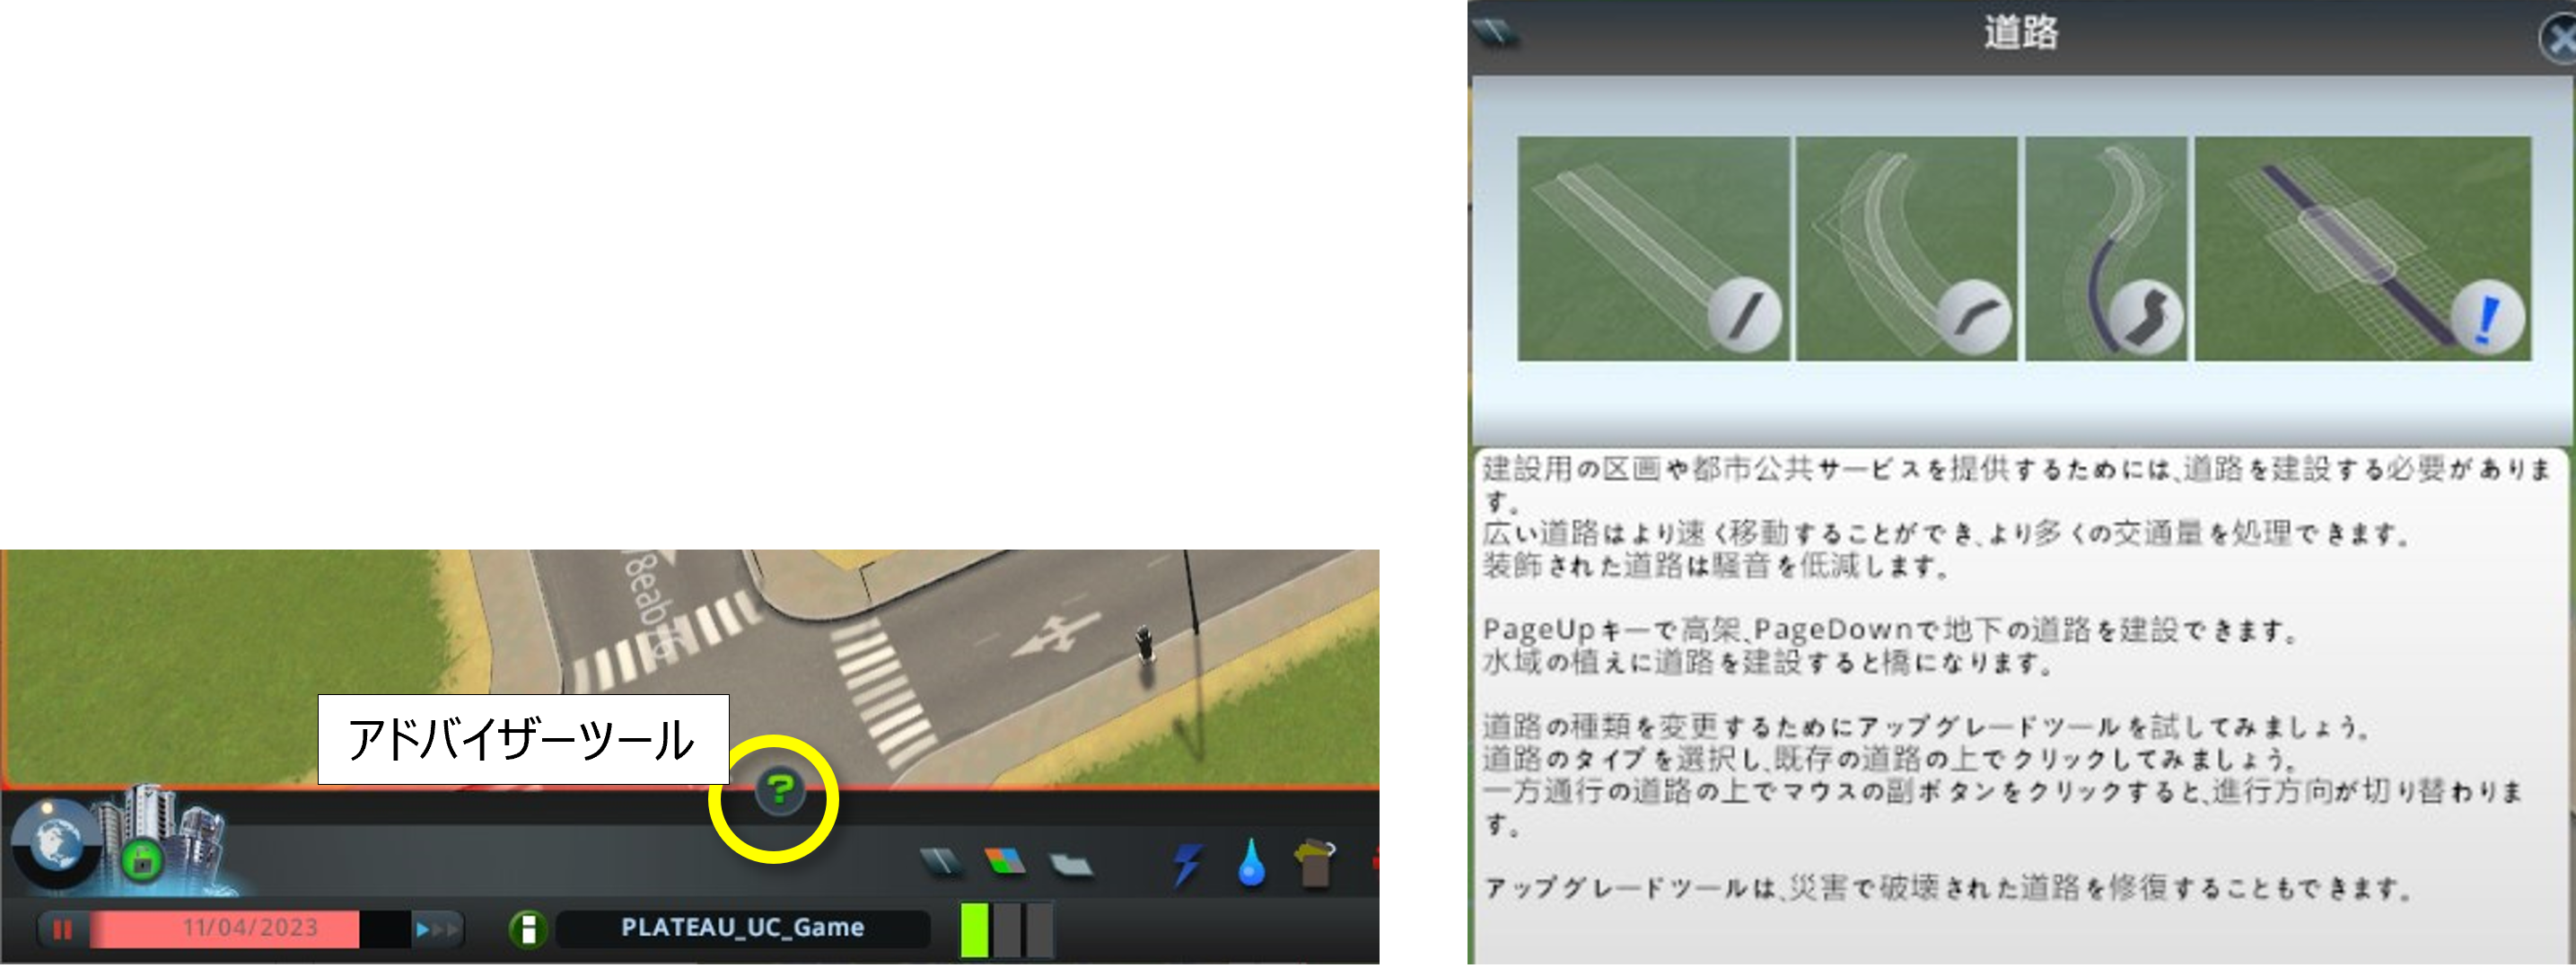 アドバイザーツール
?
11/04/2023
PLATEAU_UC_Game
道路
建設用の区画や都市公共サービスを提供するためには、道路を建設する必要がありま
す。
広い道路はより速く移動することができ、より多くの交通量を処理できます。
装飾された道路は騒音を低減します。
PageUpキーで高架、PageDownで地下の道路を建設できます。
水域の植えに道路を建設すると橋になります。
道路の種類を変更するためにアップグレードツールを試してみましょう。
道路のタイプを選択し、既存の道路の上でクリックしてみましょう。
一方通行の道路の上でマウスの副ボタンをクリックすると、進行方向が切り替わりま
す。
アップグレードツールは、災害で破壊された道路を修復することもできます。